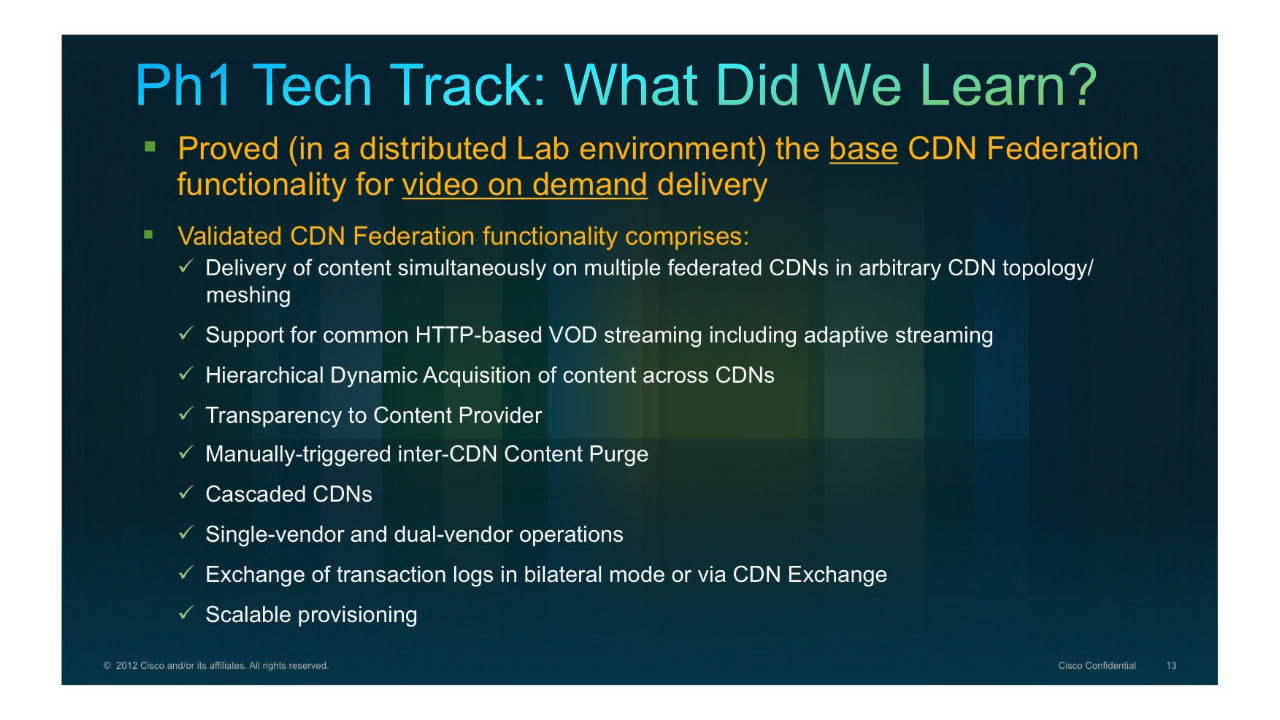 Ph1 Tech Track: What Did We Learn?
Proved (in a distributed Lab environment) the base CDN Federation
functionality for video on demand delivery
Validated CDN Federation functionality comprises:
Delivery of content simultaneously on multiple federated CDNs in arbitrary CDN topology/
meshing
Support for common HTTP-based VOD streaming including adaptive streaming
Hierarchical Dynamic Acquisition of content across CDNs
Transparency to Content Provider
Manually-triggered inter-CDN Content Purge
Cascaded CDNs
Single-vendor and dual-vendor operations
Exchange of transaction logs in bilateral mode or via CDN Exchange
Scalable provisioning
© 2012 Cisco and/or its affiliates. All rights reserved. Cisco Confidential 13